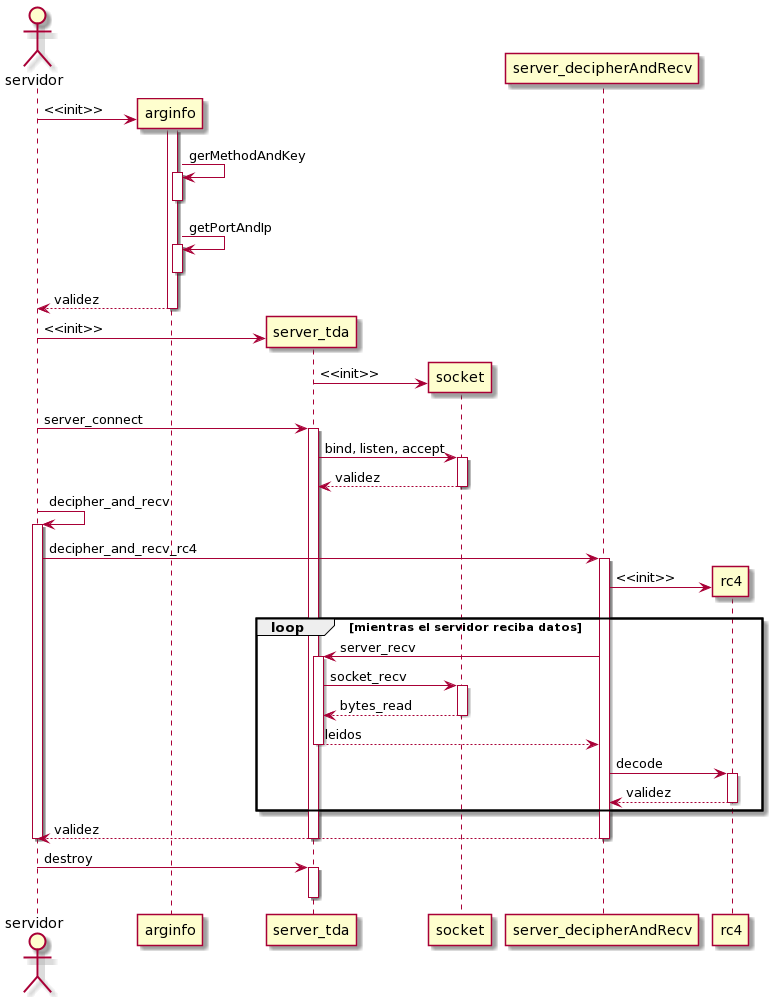 servidor
server_decipherAndRecv
<<init>>
arginfo
gerMethodAndKey
getPortAndIp
validez
<<init>>
server_tda
<<init>>
socket
server_connect
bind, listen, accept
validez
decipher_and_recv
decipher_and_recv_rc4
<<init>>
rc4
loop [mientras el servidor reciba datos]
server_recv
socket_recv
bytes_read
leidos
decode
validez
validez
destroy
servidor arginfo server_tda socket server_decipherAndRecv rc4